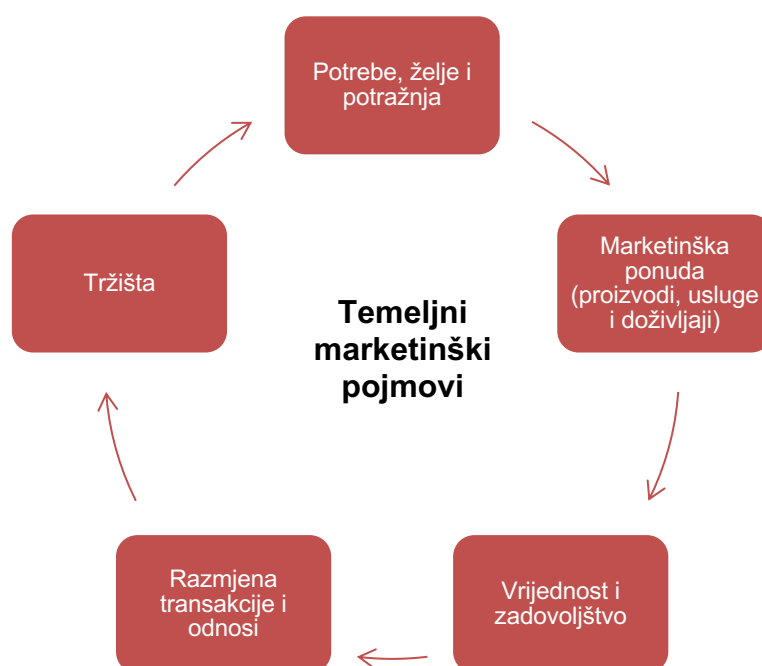 Potrebe, želje i
potražnja
Marketinška
ponuda
(proizvodi, usluge
i doživljaji)
Vrijednost i
zadovoljštvo
Razmjena
transakcije i
odnosi
Tržišta
Temeljni
marketinški
pojmovi